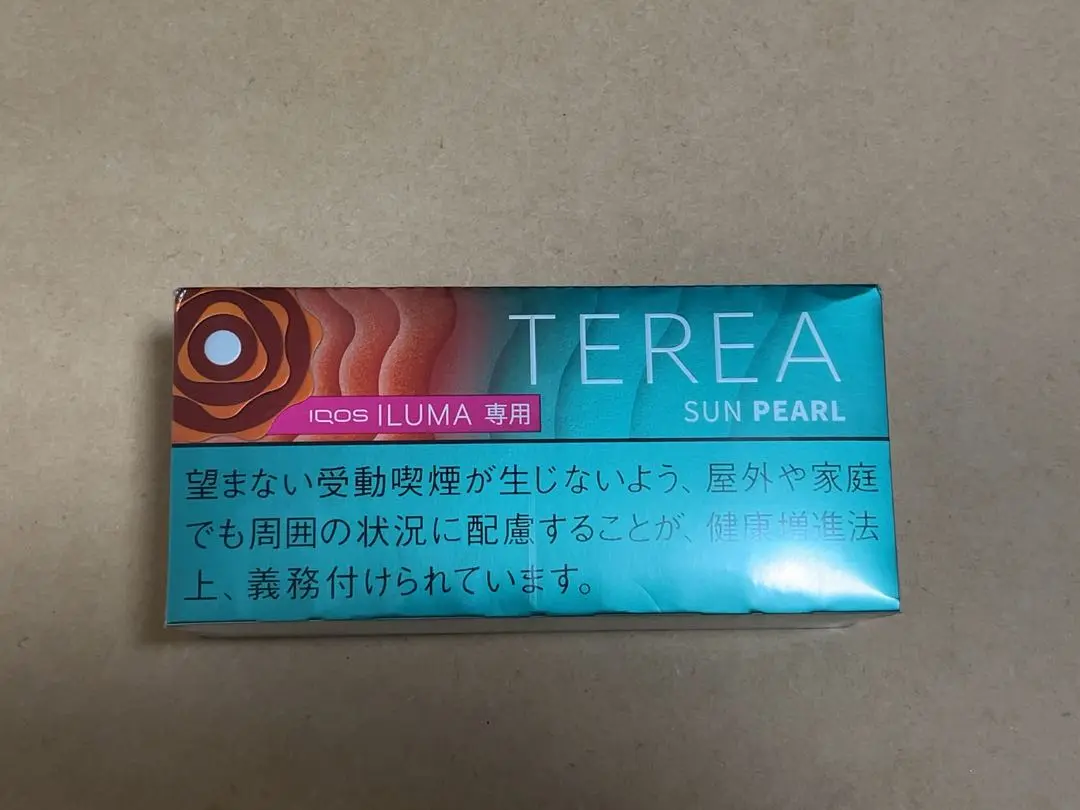 TEREA
SUN PEARL
IQOS ILUMA 専用
望まない受動喫煙が生じないよう、屋外や家庭
でも周囲の状況に配慮することが、健康増進法
上、義務付けられています。